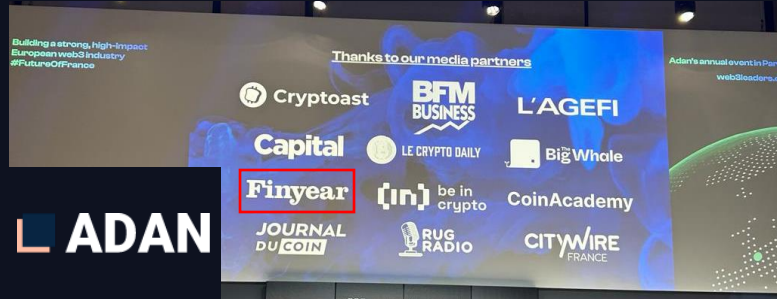 Building a strong, high-impact
European web3 industry
#FutureOfFrance
Thanks to our media partners
Adan's annual event in Par
web3leaders.
Cryptoast
BFM
BUSINESS
L'AGEFI
Capital
LE CRYPTO DAILY
The
Big Whale
Finyear
[in]
be in
crypto
CoinAcademy
JOURNAL
DU COIN
RUG
RADIO
CITYWIRE
FRANCE
ADAN